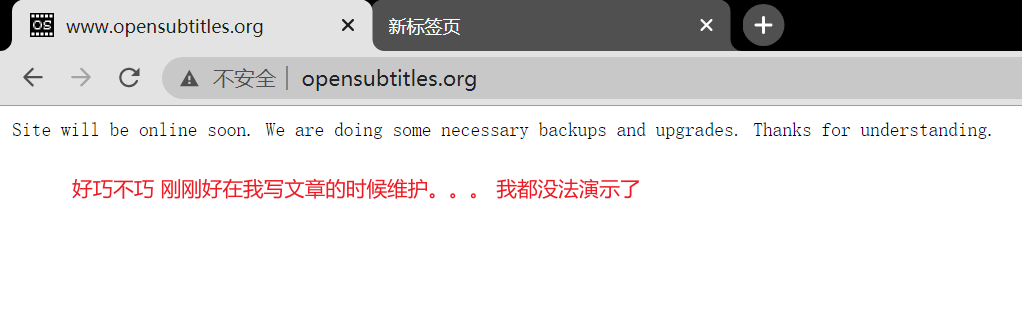 OS www.opensubtitles.org 新标签页
不安全 opensubtitles.org
Site will be online soon. We are doing some necessary backups and upgrades. Thanks for understanding.
好巧不巧 刚刚好在我写文章的时候维护。。。 我都没法演示了